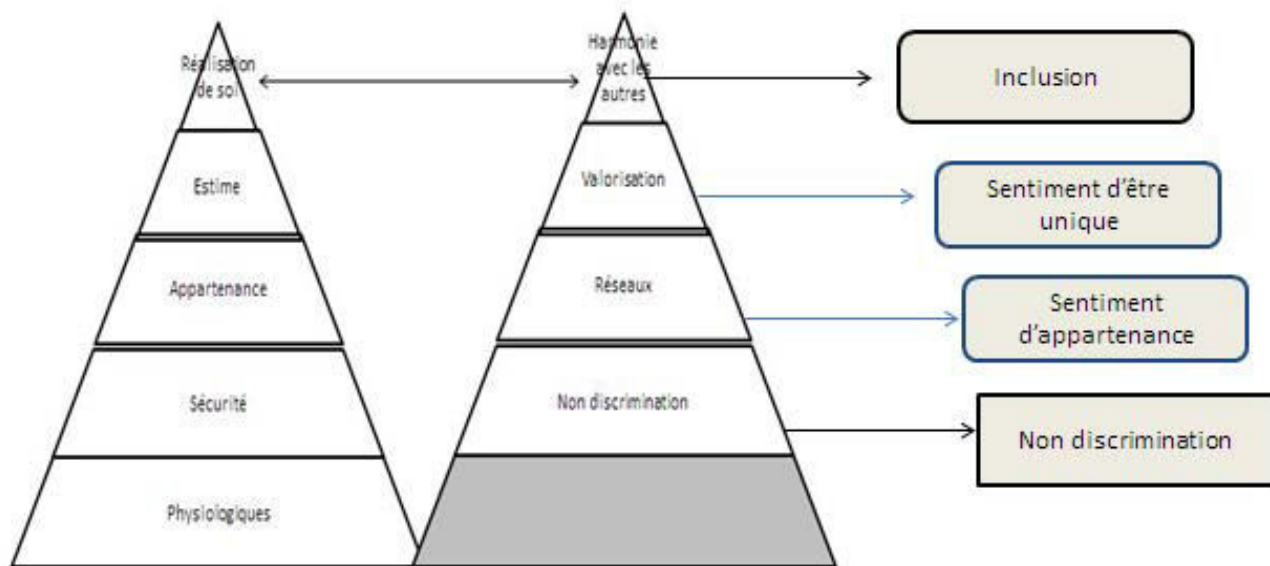 Réalisation
de soi
Estime
Appartenance
Sécurité
Physiologiques
Harmonie
avec les
autres
Valorisation
Réseaux
Non discrimination
Inclusion
Sentiment d'être
unique
Sentiment
d'appartenance
Non discrimination